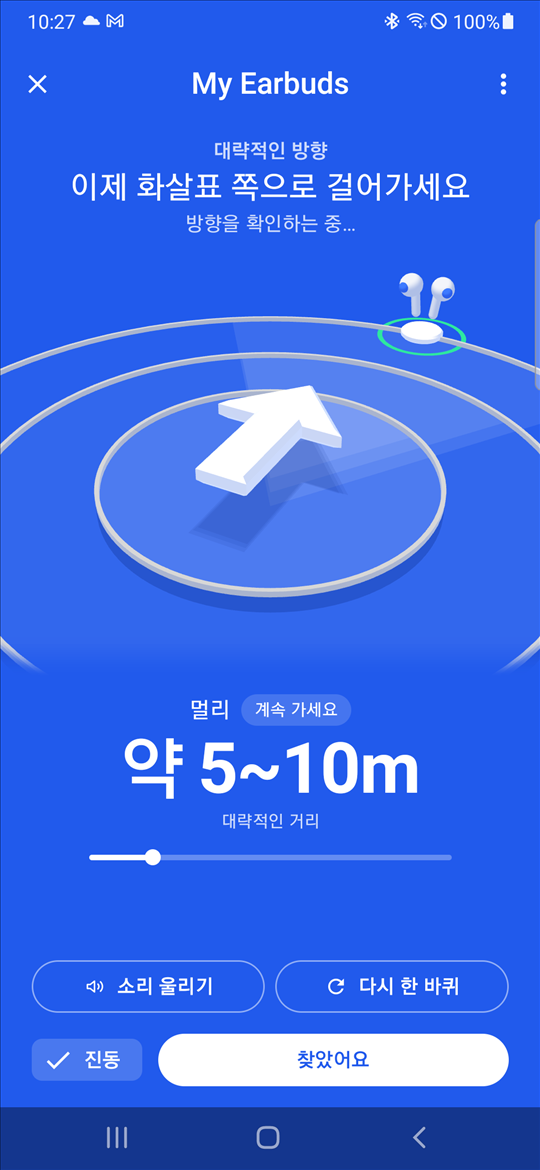 10:27
100%
My Earbuds
대략적인 방향
이제 화살표 쪽으로 걸어가세요
방향을 확인하는 중...
멀리 계속 가세요
약 5~10m
대략적인 거리
소리 울리기
다시 한 바퀴
진동
찾았어요